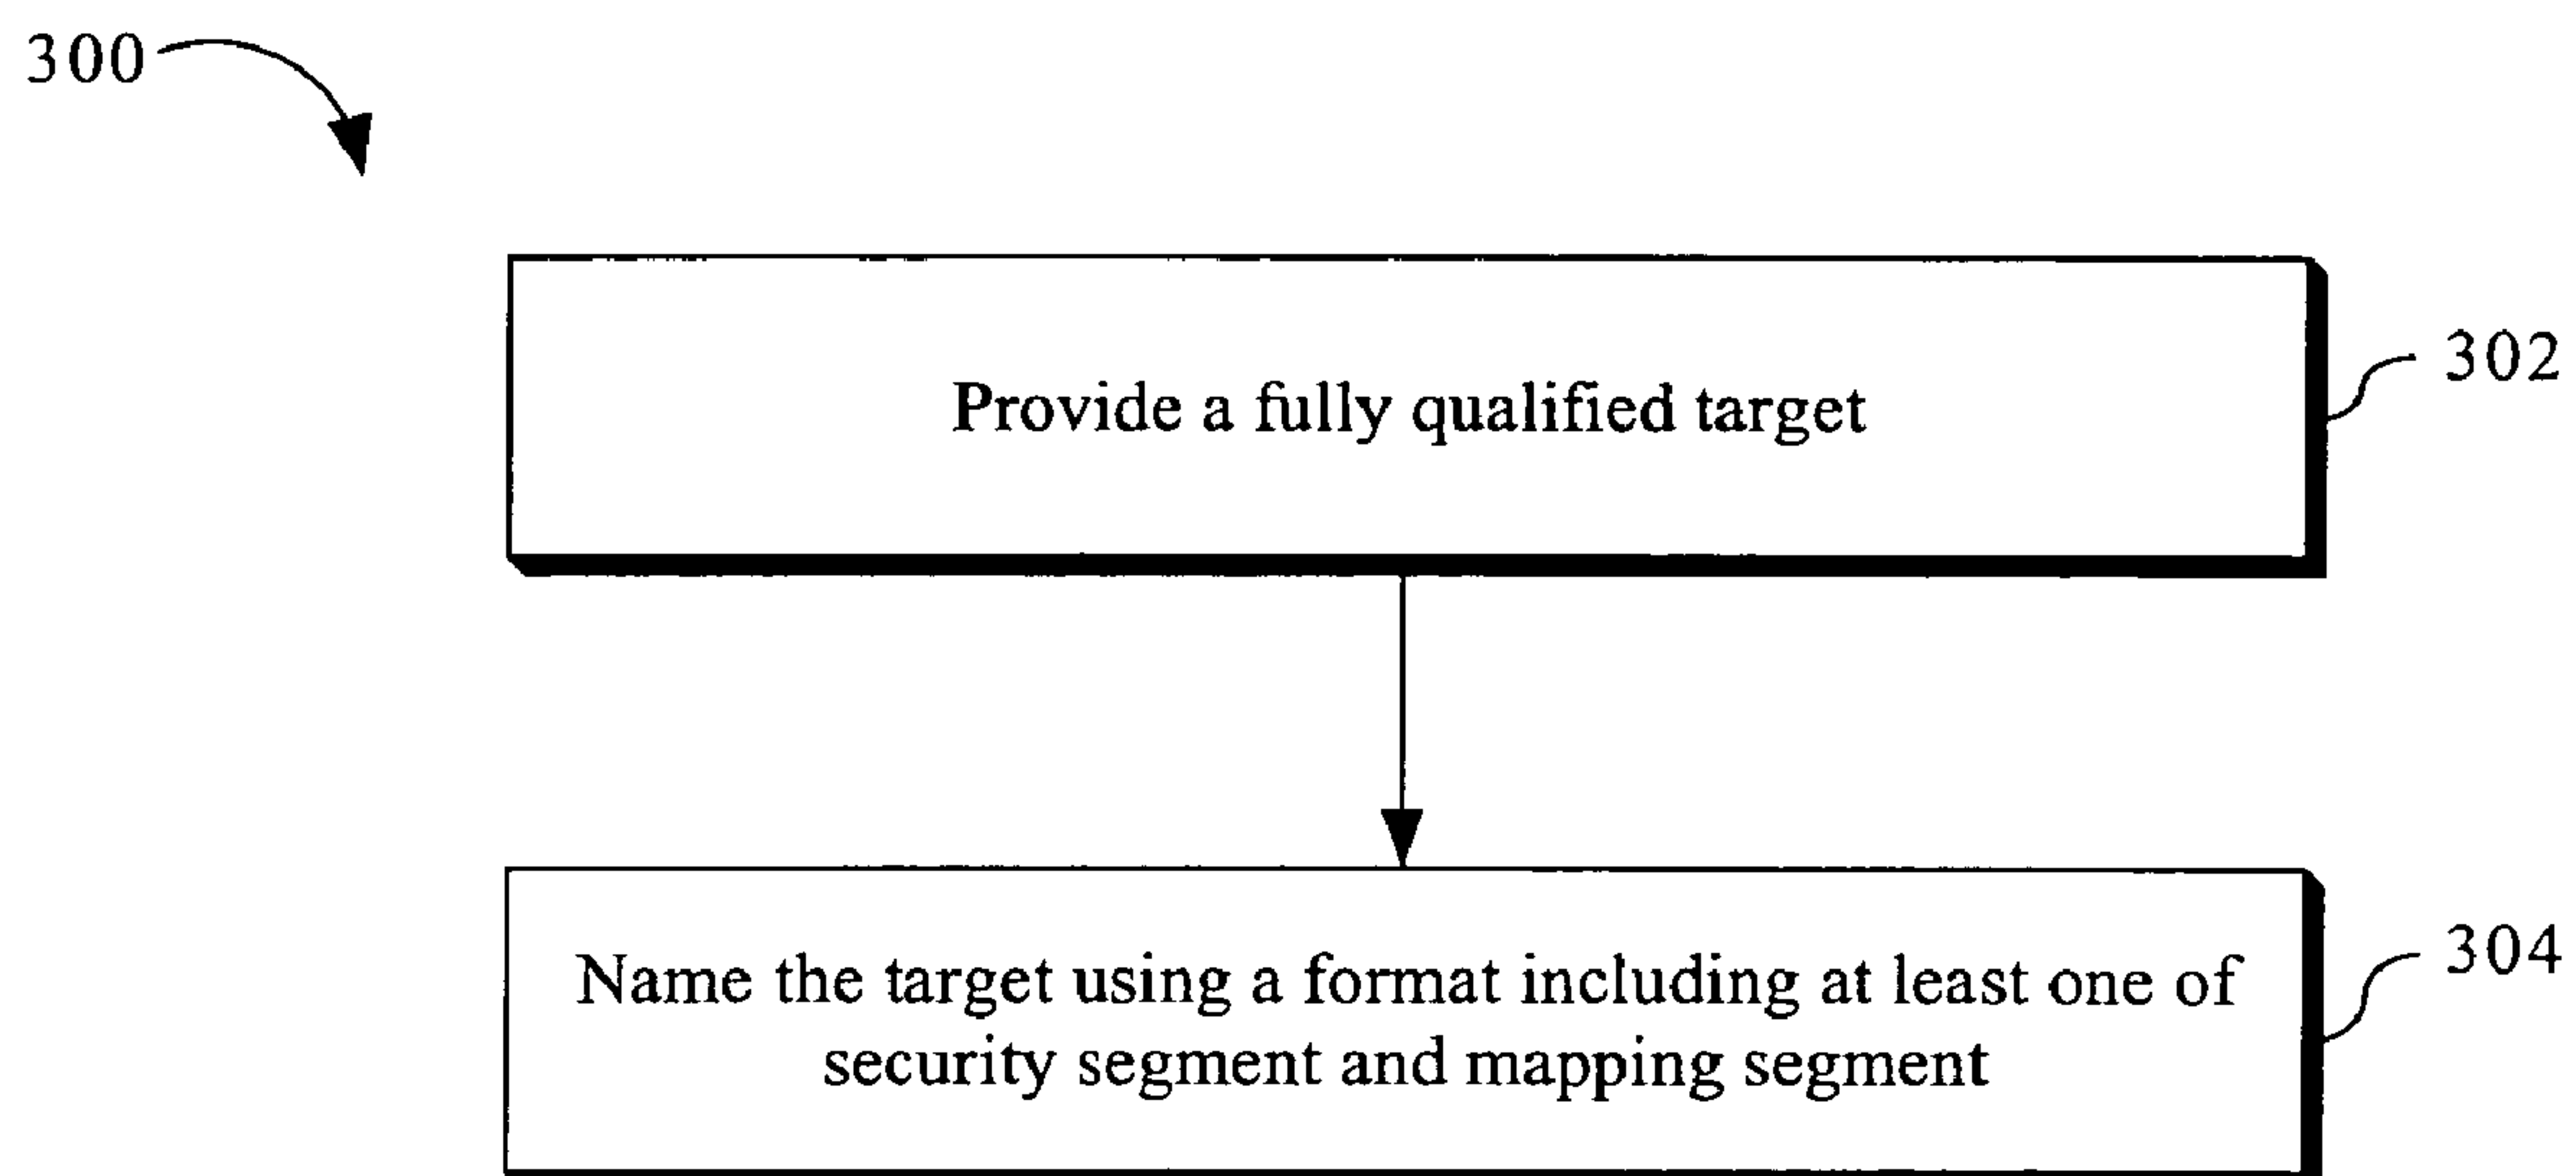 300
Provide a fully qualified target
302
Name the target using a format including at least one of
security segment and mapping segment
304